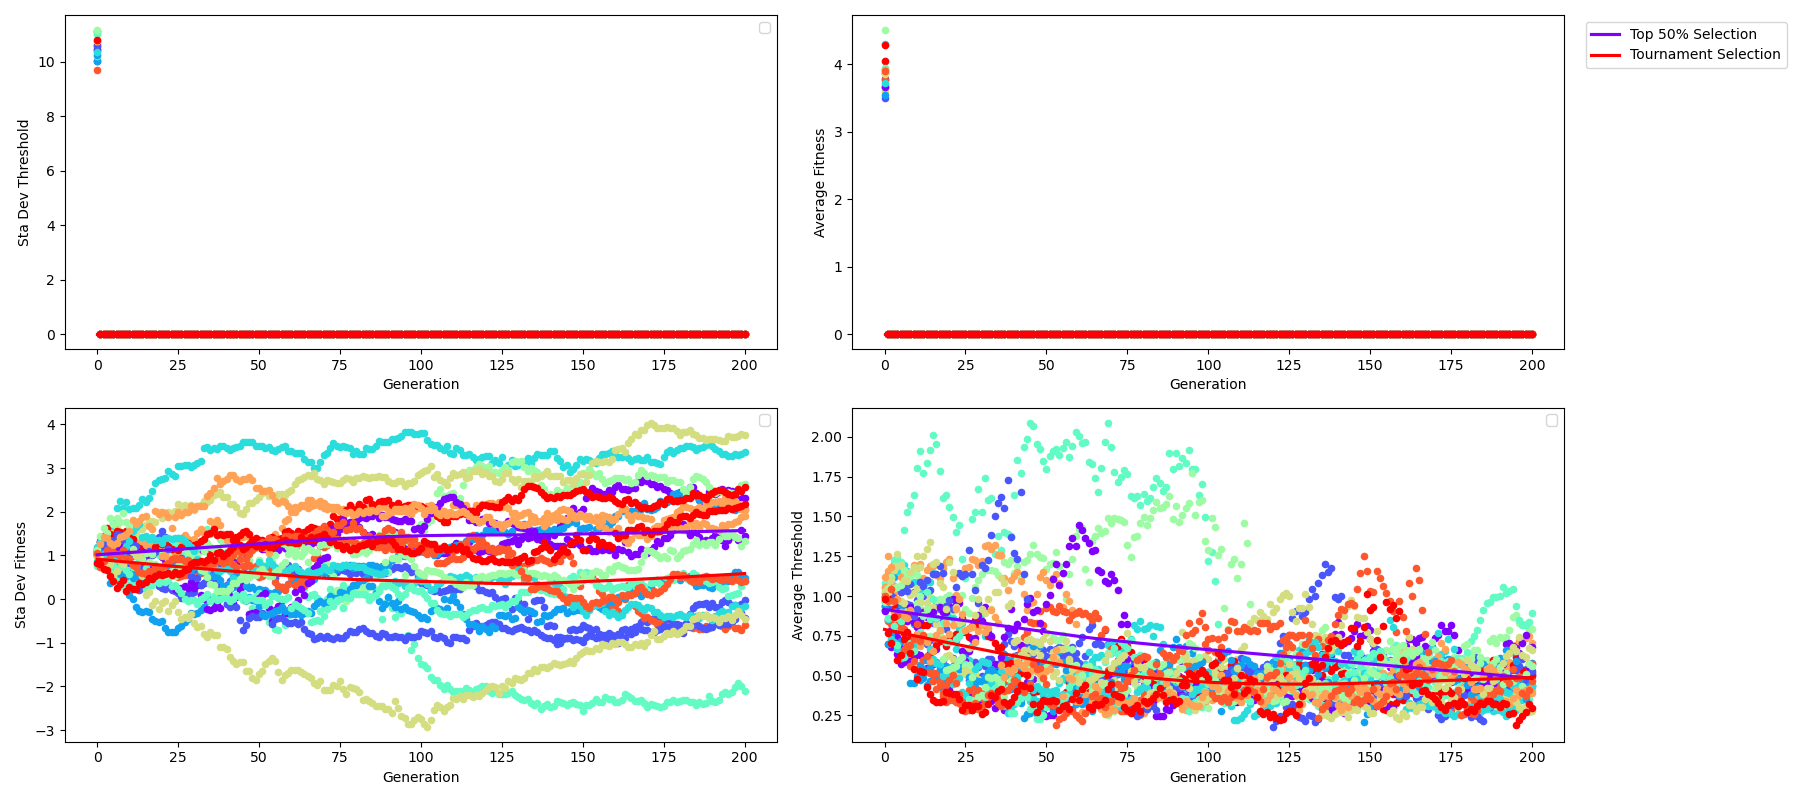 Sta Dev Threshold
10
8
6
4
2
0
0 25 50 75 100 125 150 175 200
Generation
Average Fitness
4
3
2
1
0
0 25 50 75 100 125 150 175 200
Generation
Top 50% Selection
Tournament Selection
Sta Dev Fitness
4
3
2
1
0
−1
−2
−3
0 25 50 75 100 125 150 175 200
Generation
Average Threshold
2.00
1.75
1.50
1.25
1.00
0.75
0.50
0.25
0 25 50 75 100 125 150 175 200
Generation